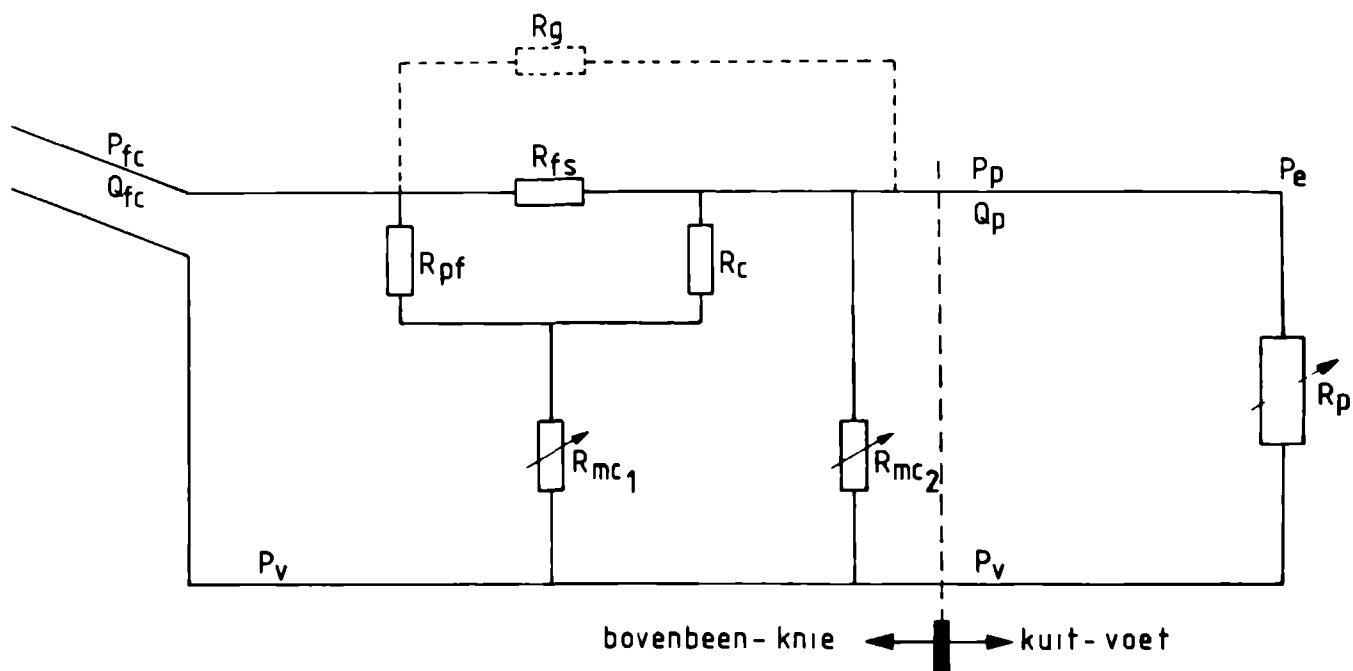 Rg
Pfc
Qfc
Rfs
Pp
Qp
Pe
Rpf
Rc
Rmc1
Rmc2
Rp
Pv
Pv
bovenbeen-knie
kuit-voet